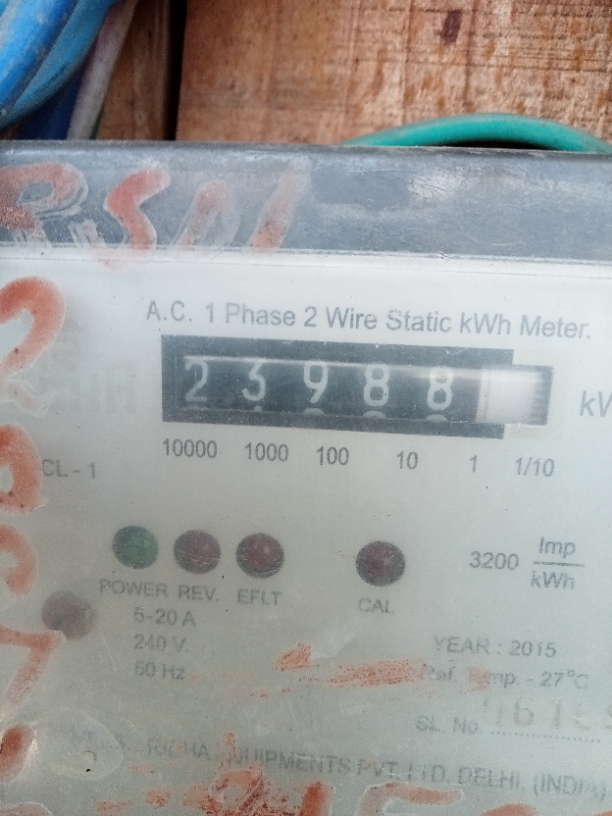 A.C. 1 Phase 2 Wire Static kWh Meter.
2 3 9 8 8
10000 1000 100 10 1 1/10
CL-1
3200 Imp/kWh
POWER REV. EFLT CAL
5-20 A
240 V.
50 Hz
YEAR : 2015
Ref. Temp. - 27°C
SL. No.
EQUIPMENTS PVT. LTD. DELHI, (INDIA)